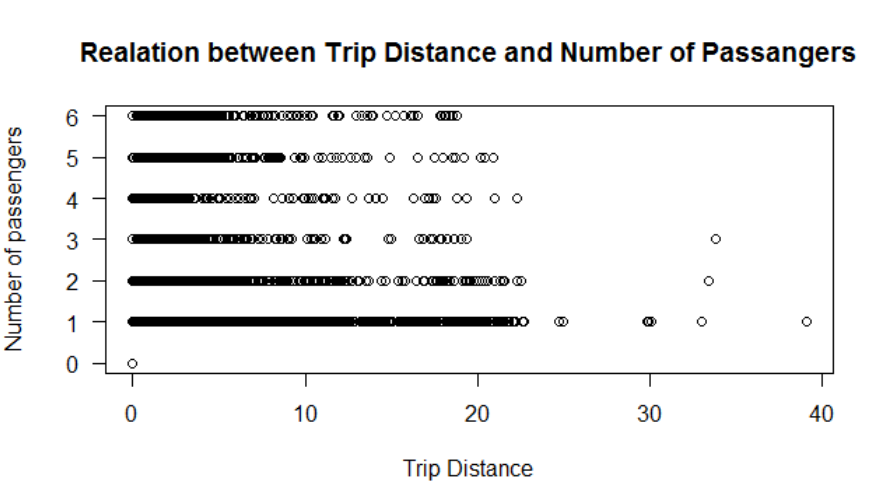 Realation between Trip Distance and Number of Passangers
Number of passengers
6
5
4
3
2
1
0
0 10 20 30 40
Trip Distance